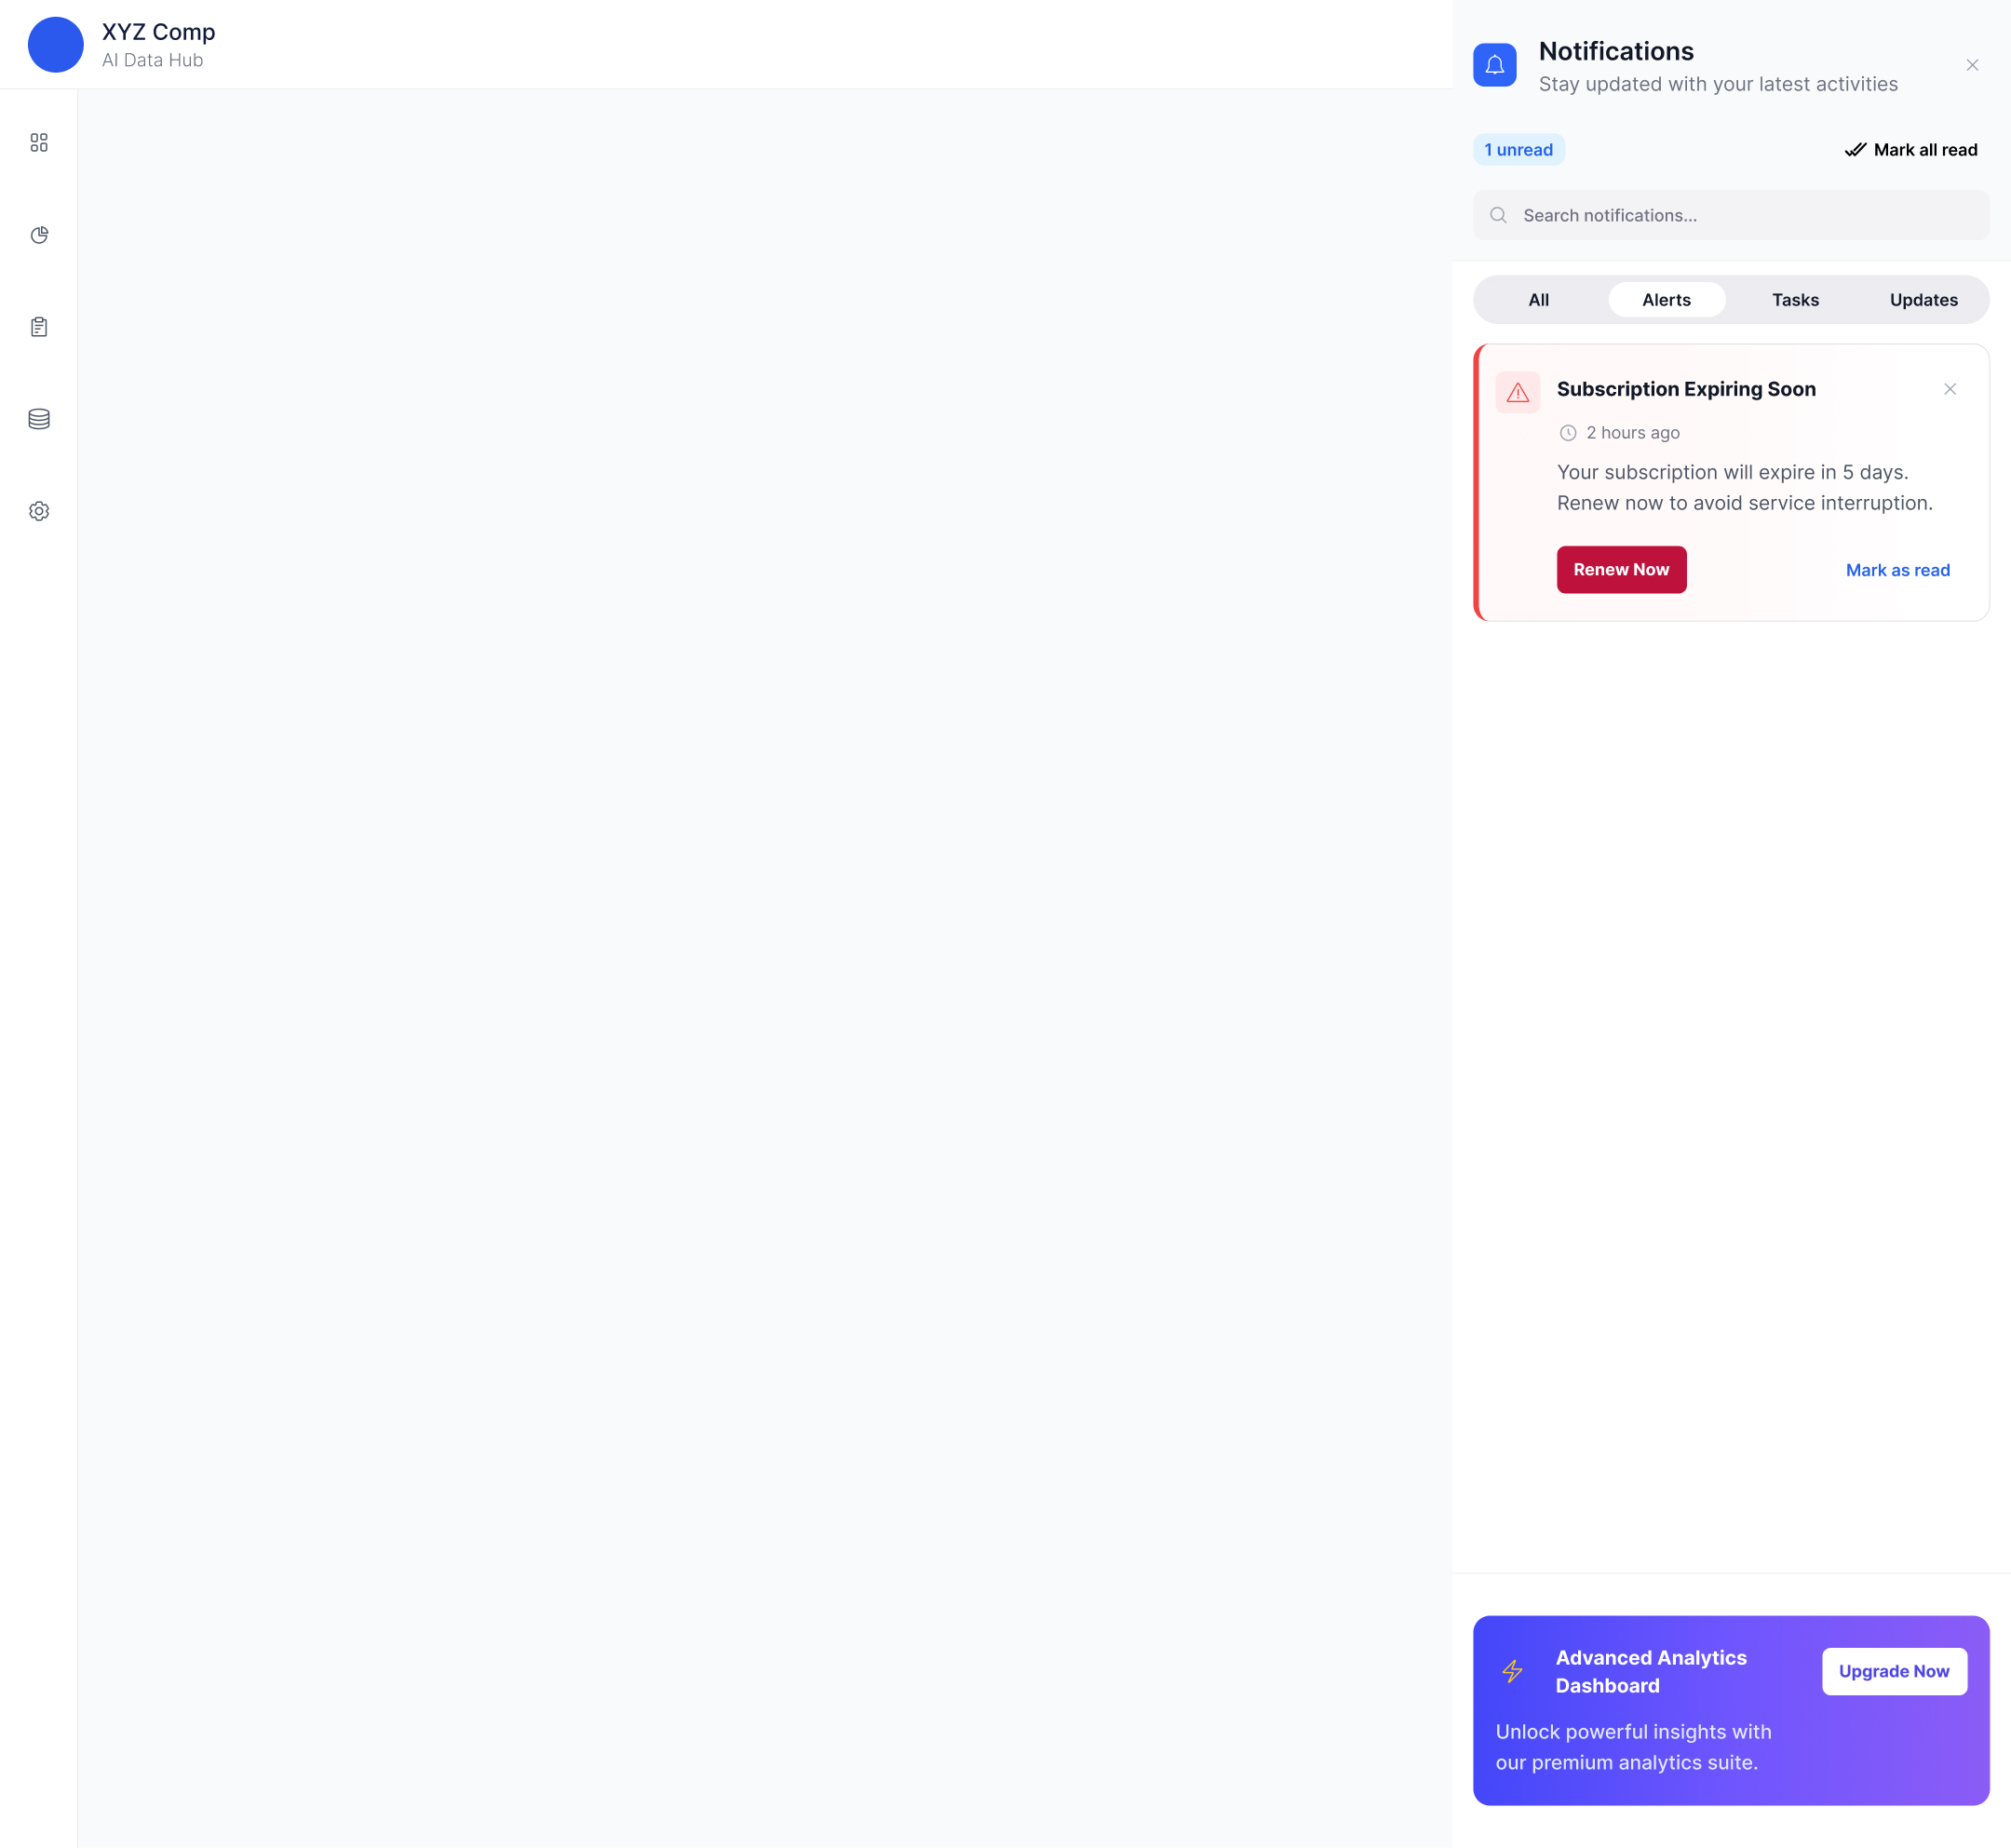 XYZ Comp
AI Data Hub
Notifications
Stay updated with your latest activities
1 unread
Mark all read
Search notifications...
All
Alerts
Tasks
Updates
Subscription Expiring Soon
2 hours ago
Your subscription will expire in 5 days.
Renew now to avoid service interruption.
Renew Now
Mark as read
Advanced Analytics
Dashboard
Upgrade Now
Unlock powerful insights with
our premium analytics suite.